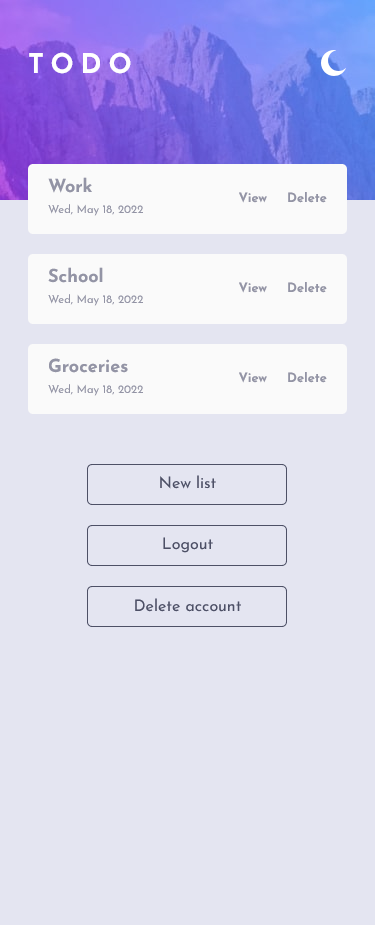 TODO
Work
Wed, May 18, 2022
View Delete
School
Wed, May 18, 2022
View Delete
Groceries
Wed, May 18, 2022
View Delete
New list
Logout
Delete account